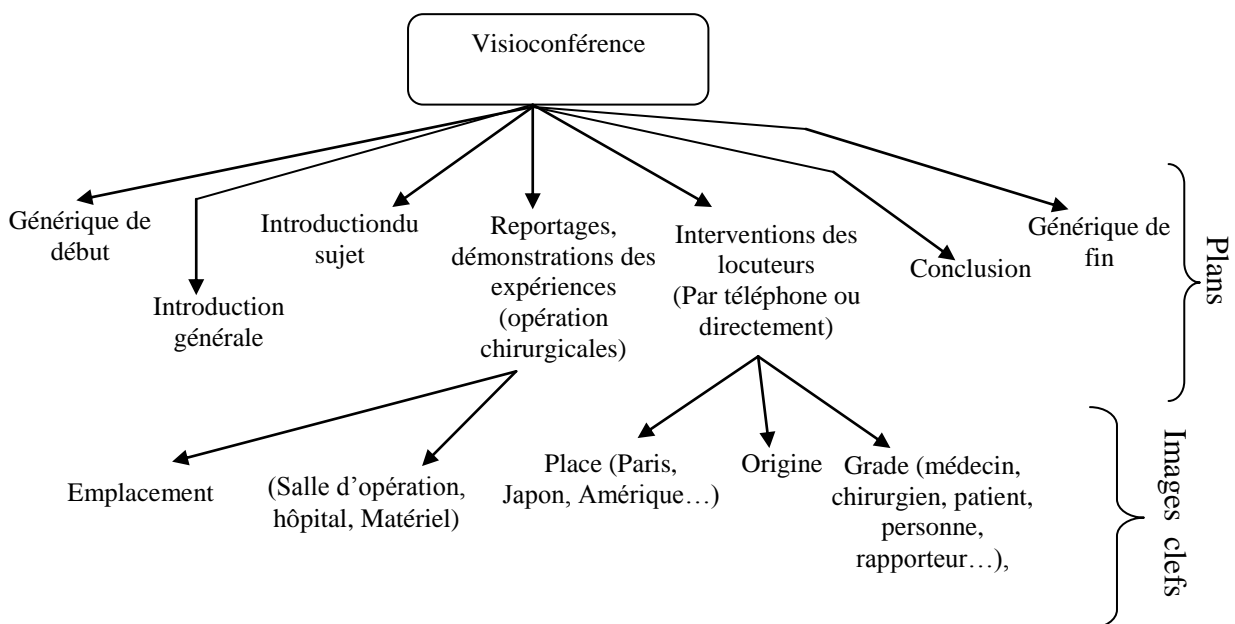 Visioconférence
Générique de
début
Introduction
générale
Introductiondu
sujet
Reportages,
démonstrations des
expériences
(opération
chirurgicales)
Interventions des
locuteurs
(Par téléphone ou
directement)
Conclusion
Générique de
fin
Plans
Emplacement
(Salle d’opération,
hôpital, Matériel)
Place (Paris,
Japon, Amérique…)
Origine
Grade (médecin,
chirurgien, patient,
personne,
rapporteur…),
Images clefs